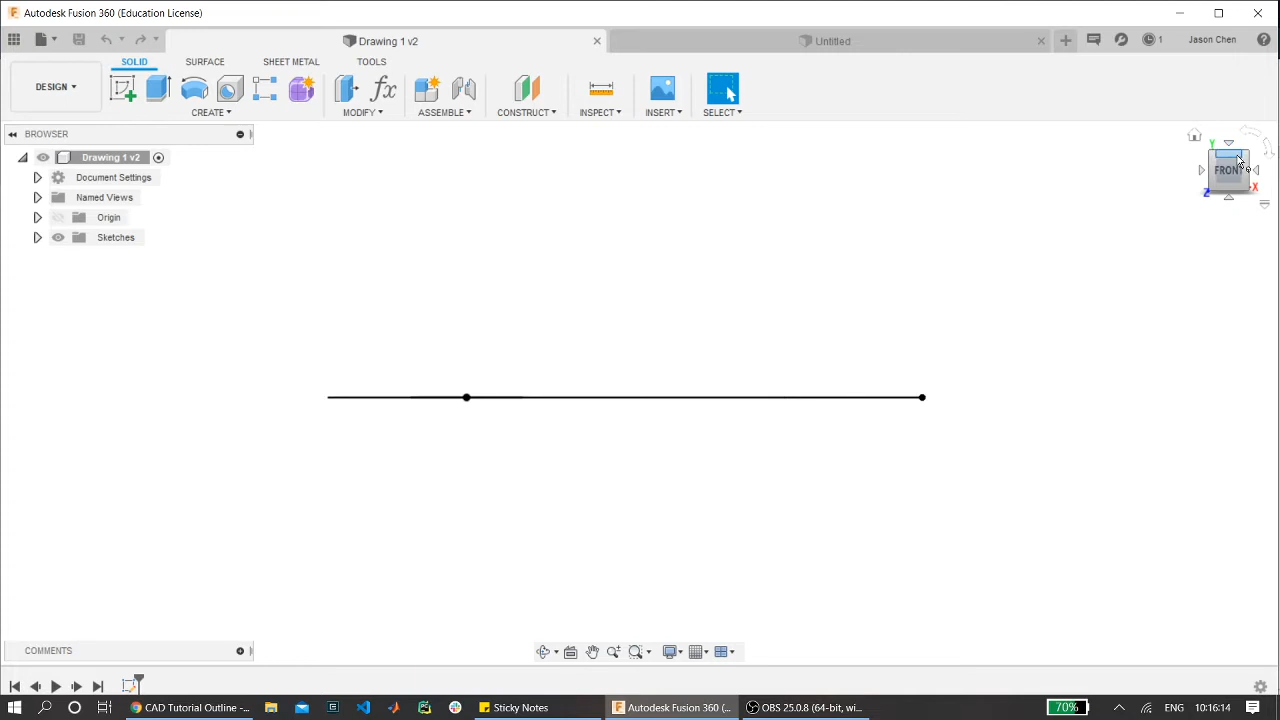 Autodesk Fusion 360 (Education License)
Drawing 1 v2
Untitled
1
Jason Chen
DESIGN
SOLID
SURFACE
SHEET METAL
TOOLS
CREATE
MODIFY
ASSEMBLE
CONSTRUCT
INSPECT
INSERT
SELECT
BROWSER
Drawing 1 v2
Document Settings
Named Views
Origin
Sketches
Y
FRONT
X
Z
COMMENTS
CAD Tutorial Outline -...
Sticky Notes
Autodesk Fusion 360 (...
OBS 25.0.8 (64-bit, wi...
70%
ENG
10:16:14